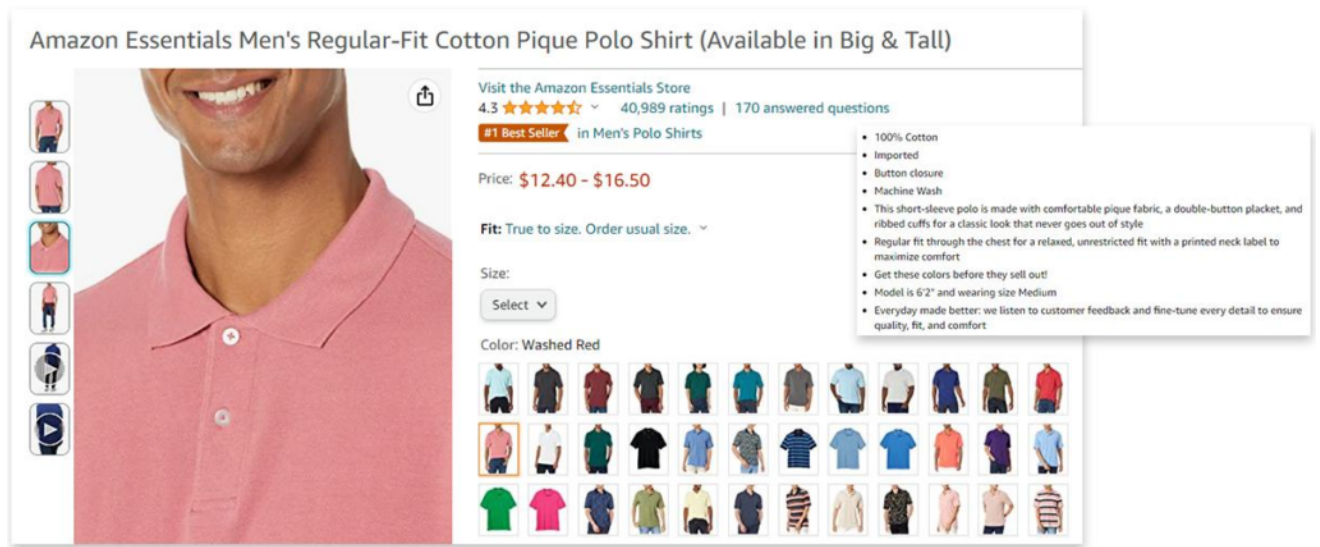 Amazon Essentials Men's Regular-Fit Cotton Pique Polo Shirt (Available in Big & Tall)
Visit the Amazon Essentials Store
4.3 40,989 ratings | 170 answered questions
#1 Best Seller in Men's Polo Shirts
Price: $12.40 - $16.50
Fit: True to size. Order usual size.
Size:
Select
Color: Washed Red
• 100% Cotton
• Imported
• Button closure
• Machine Wash
• This short-sleeve polo is made with comfortable pique fabric, a double-button placket, and
ribbed cuffs for a classic look that never goes out of style
• Regular fit through the chest for a relaxed, unrestricted fit with a printed neck label to
maximize comfort
• Get these colors before they sell out!
• Model is 6'2" and wearing size Medium
• Everyday made better: we listen to customer feedback and fine-tune every detail to ensure
quality, fit, and comfort